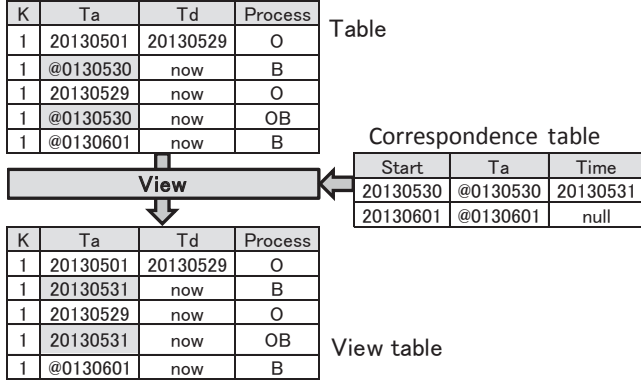 K Ta Td Process
1 20130501 20130529 O
1 @0130530 now B
1 20130529 now O
1 @0130530 now OB
1 @0130601 now B
Table
Correspondence table
Start Ta Time
20130530 @0130530 20130531
20130601 @0130601 null
View
K Ta Td Process
1 20130501 20130529 O
1 20130531 now B
1 20130529 now O
1 20130531 now OB
1 @0130601 now B
View table